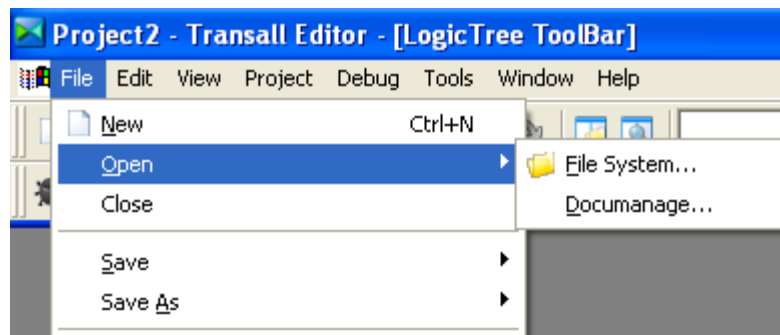 Project2 - Transall Editor - [LogicTree ToolBar]
File Edit View Project Debug Tools Window Help
New Ctrl+N
Open
File System...
Close
Documanage...
Save
Save As